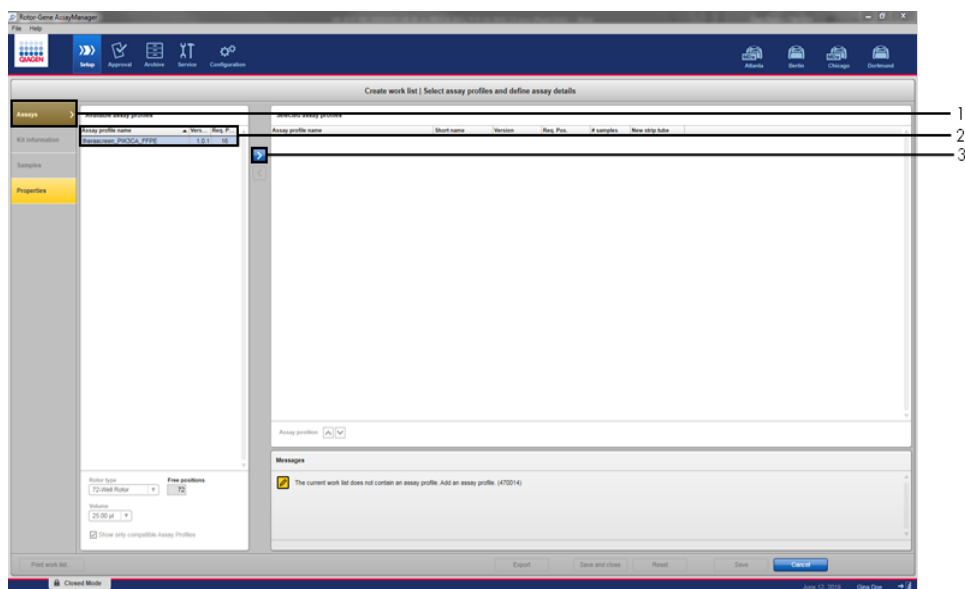 Rotor-Gene AssayManager
File Help
QIAGEN
Setup Approval Archive Service Configuration
Atlanta Berlin Chicago Dortmund
Create work list | Select assay profiles and define assay details
Assays
Kit Information
Samples
Properties
Available assay profiles
Assay profile name Vers... Req. P...
therascreen_PIK3CA_FFPE 1.0.1 16
Selected assay profiles
Assay profile name Short name Version Req. Pos. # samples New strip tube
1
2
3
Assay position
Messages
The current work list does not contain an assay profile. Add an assay profile. (470014)
Rotor type Free positions
72-Well Rotor 72
Volume
25.00 µl
Show only compatible Assay Profiles
Print work list... Export Save and close Reset Save Cancel
Closed Mode June 12, 2019 Gina Doe